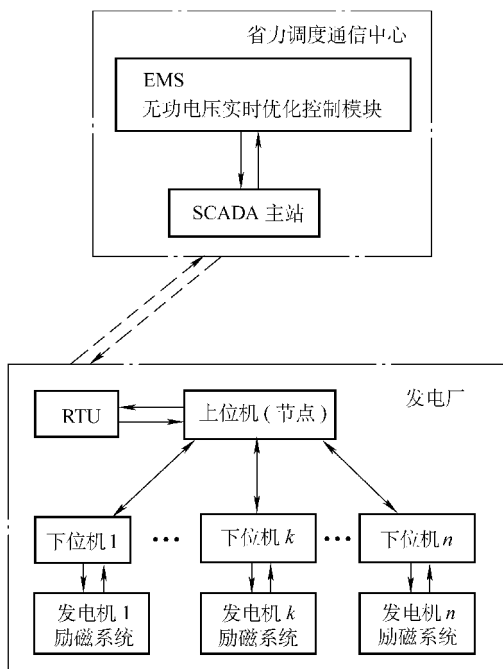 省力调度通信中心
EMS
无功电压实时优化控制模块
SCADA 主站
发电厂
RTU
上位机(节点)
下位机 1
…
下位机 k
…
下位机 n
发电机 1
励磁系统
发电机 k
励磁系统
发电机 n
励磁系统